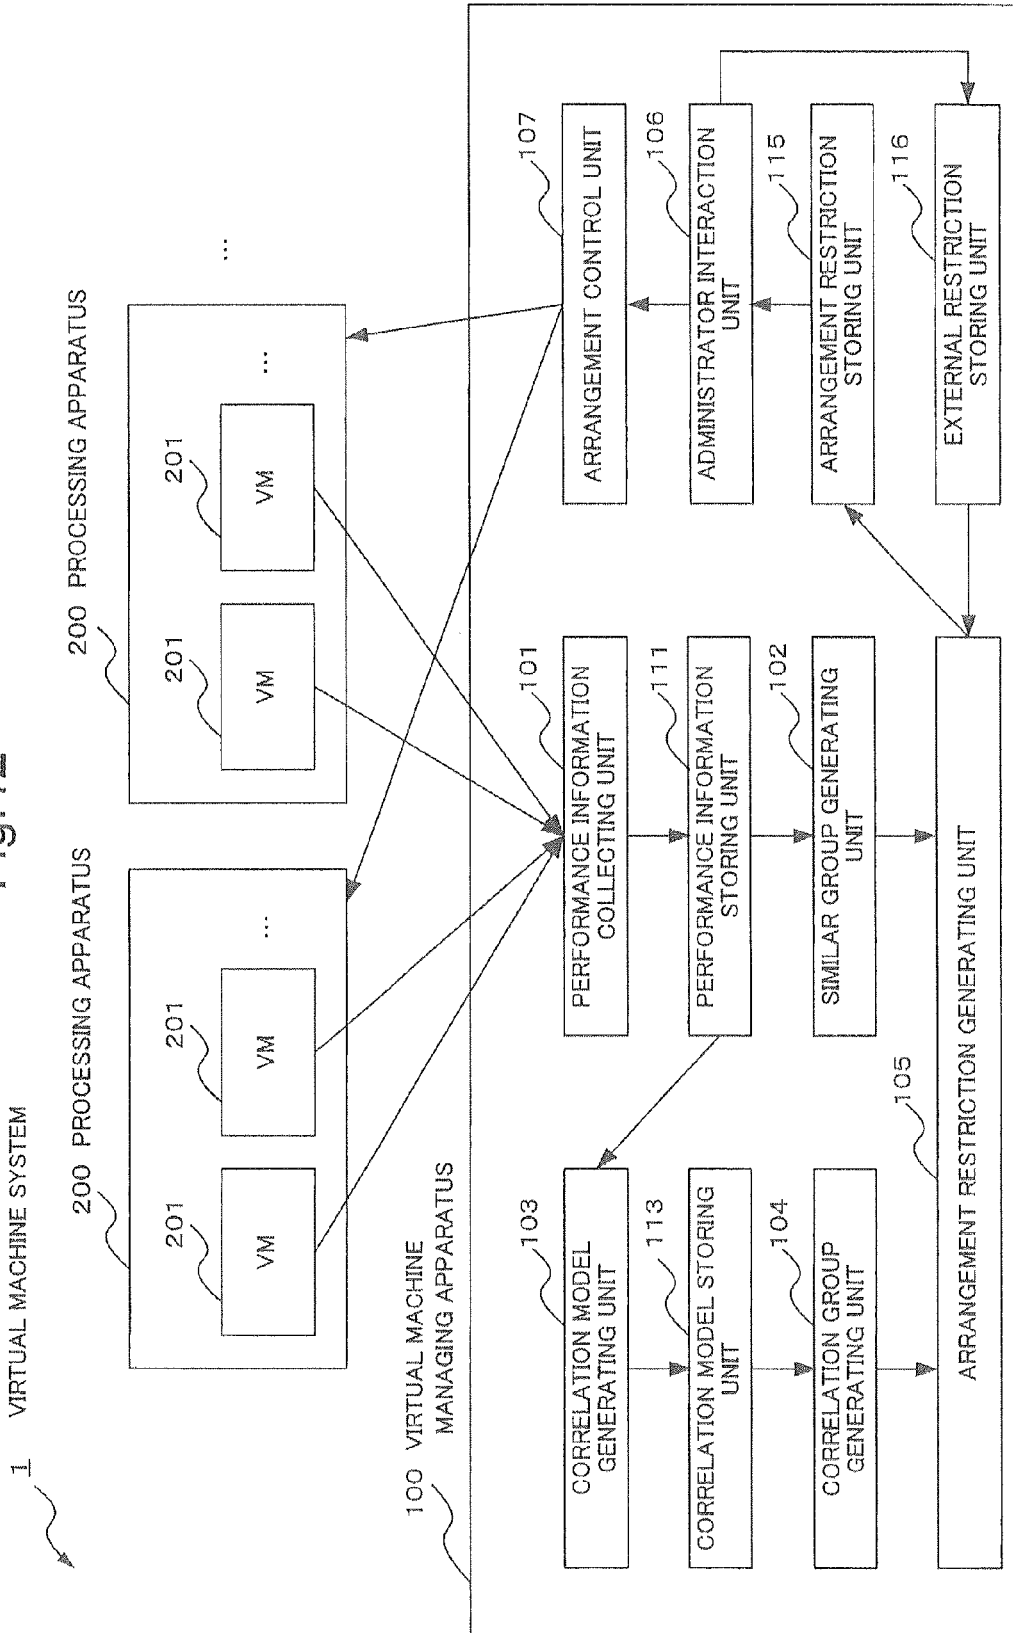 1 VIRTUAL MACHINE SYSTEM
200 PROCESSING APPARATUS
201
VM
201
VM
...
200 PROCESSING APPARATUS
201
VM
201
VM
...
...
100 VIRTUAL MACHINE
MANAGING APPARATUS
103
CORRELATION MODEL
GENERATING UNIT
113
CORRELATION MODEL STORING
UNIT
104
CORRELATION GROUP
GENERATING UNIT
101
PERFORMANCE INFORMATION
COLLECTING UNIT
111
PERFORMANCE INFORMATION
STORING UNIT
102
SIMILAR GROUP GENERATING
UNIT
105
ARRANGEMENT RESTRICTION GENERATING UNIT
107
ARRANGEMENT CONTROL UNIT
106
ADMINISTRATOR INTERACTION
UNIT
115
ARRANGEMENT RESTRICTION
STORING UNIT
116
EXTERNAL RESTRICTION
STORING UNIT